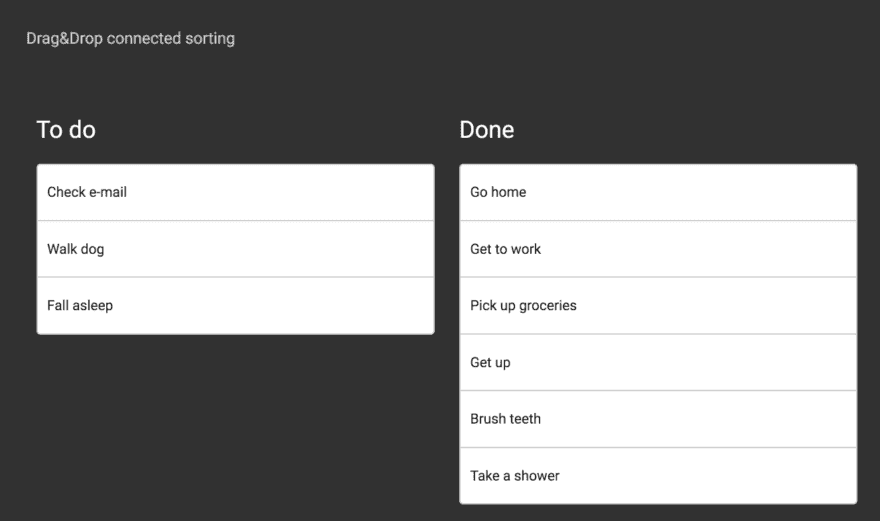 Drag&Drop connected sorting
To do
Check e-mail
Walk dog
Fall asleep
Done
Go home
Get to work
Pick up groceries
Get up
Brush teeth
Take a shower